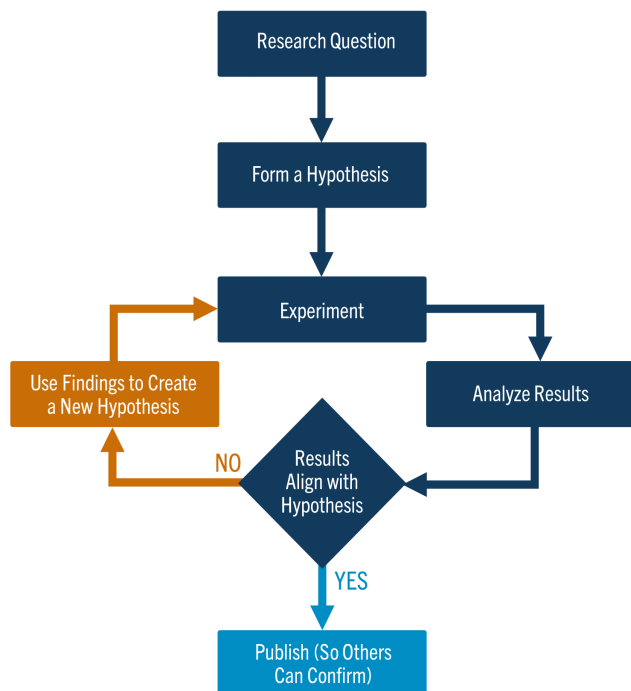 Research Question
Form a Hypothesis
Experiment
Use Findings to Create
a New Hypothesis
Analyze Results
Results
Align with
Hypothesis
NO
YES
Publish (So Others
Can Confirm)